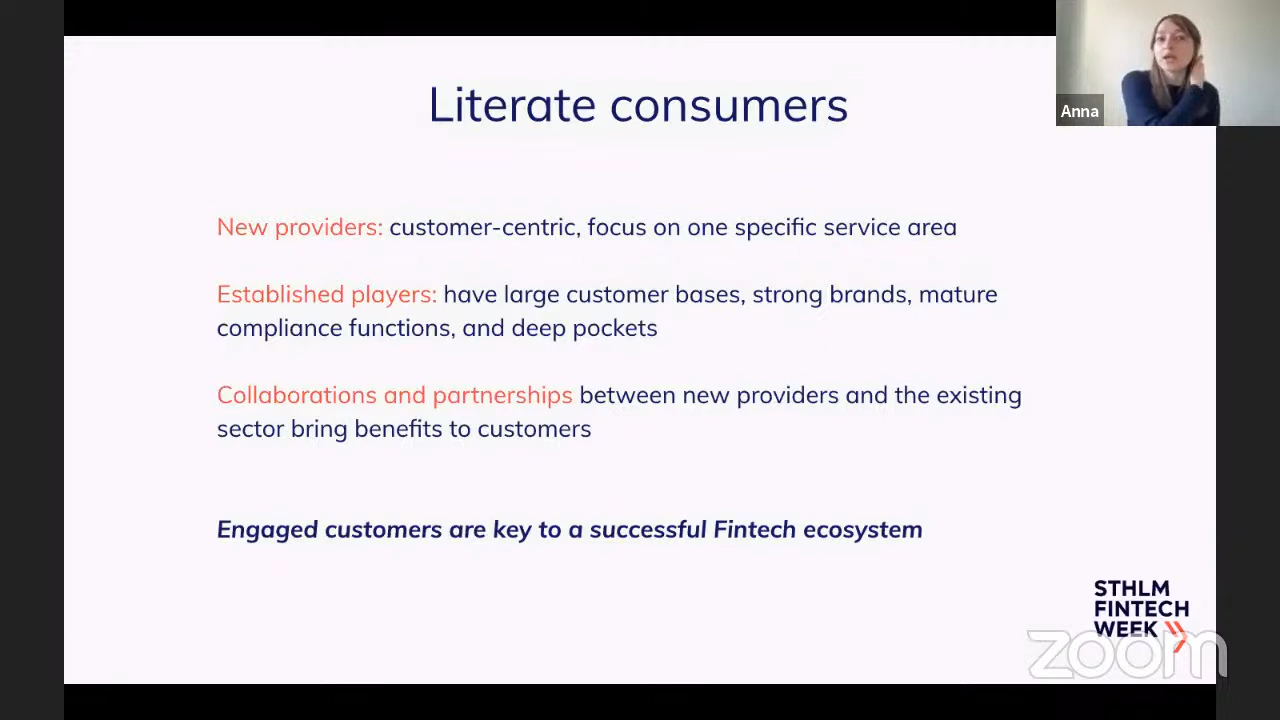 Literate consumers
Anna
New providers: customer-centric, focus on one specific service area
Established players: have large customer bases, strong brands, mature
compliance functions, and deep pockets
Collaborations and partnerships between new providers and the existing
sector bring benefits to customers
Engaged customers are key to a successful Fintech ecosystem
STHLM
FINTECH
WEEK
zoom